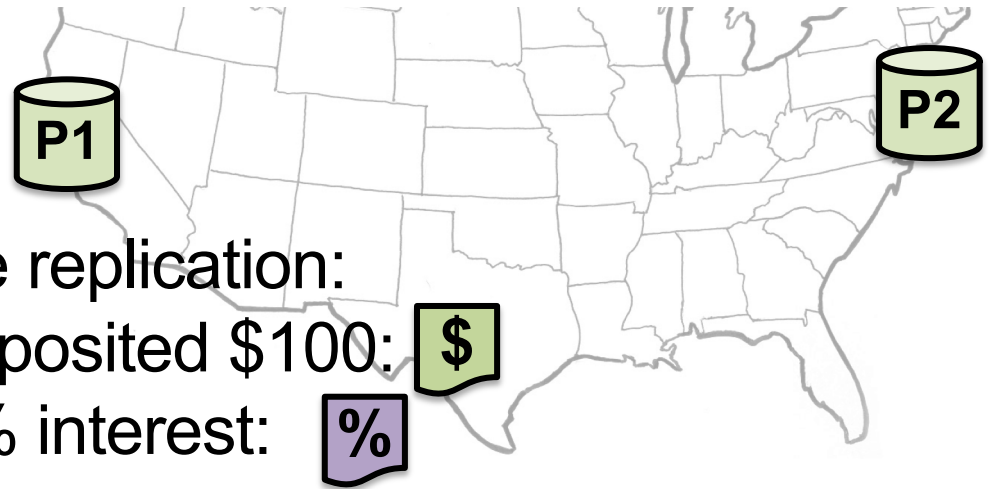 P1
P2
e replication:
posited $100: $
% interest: %